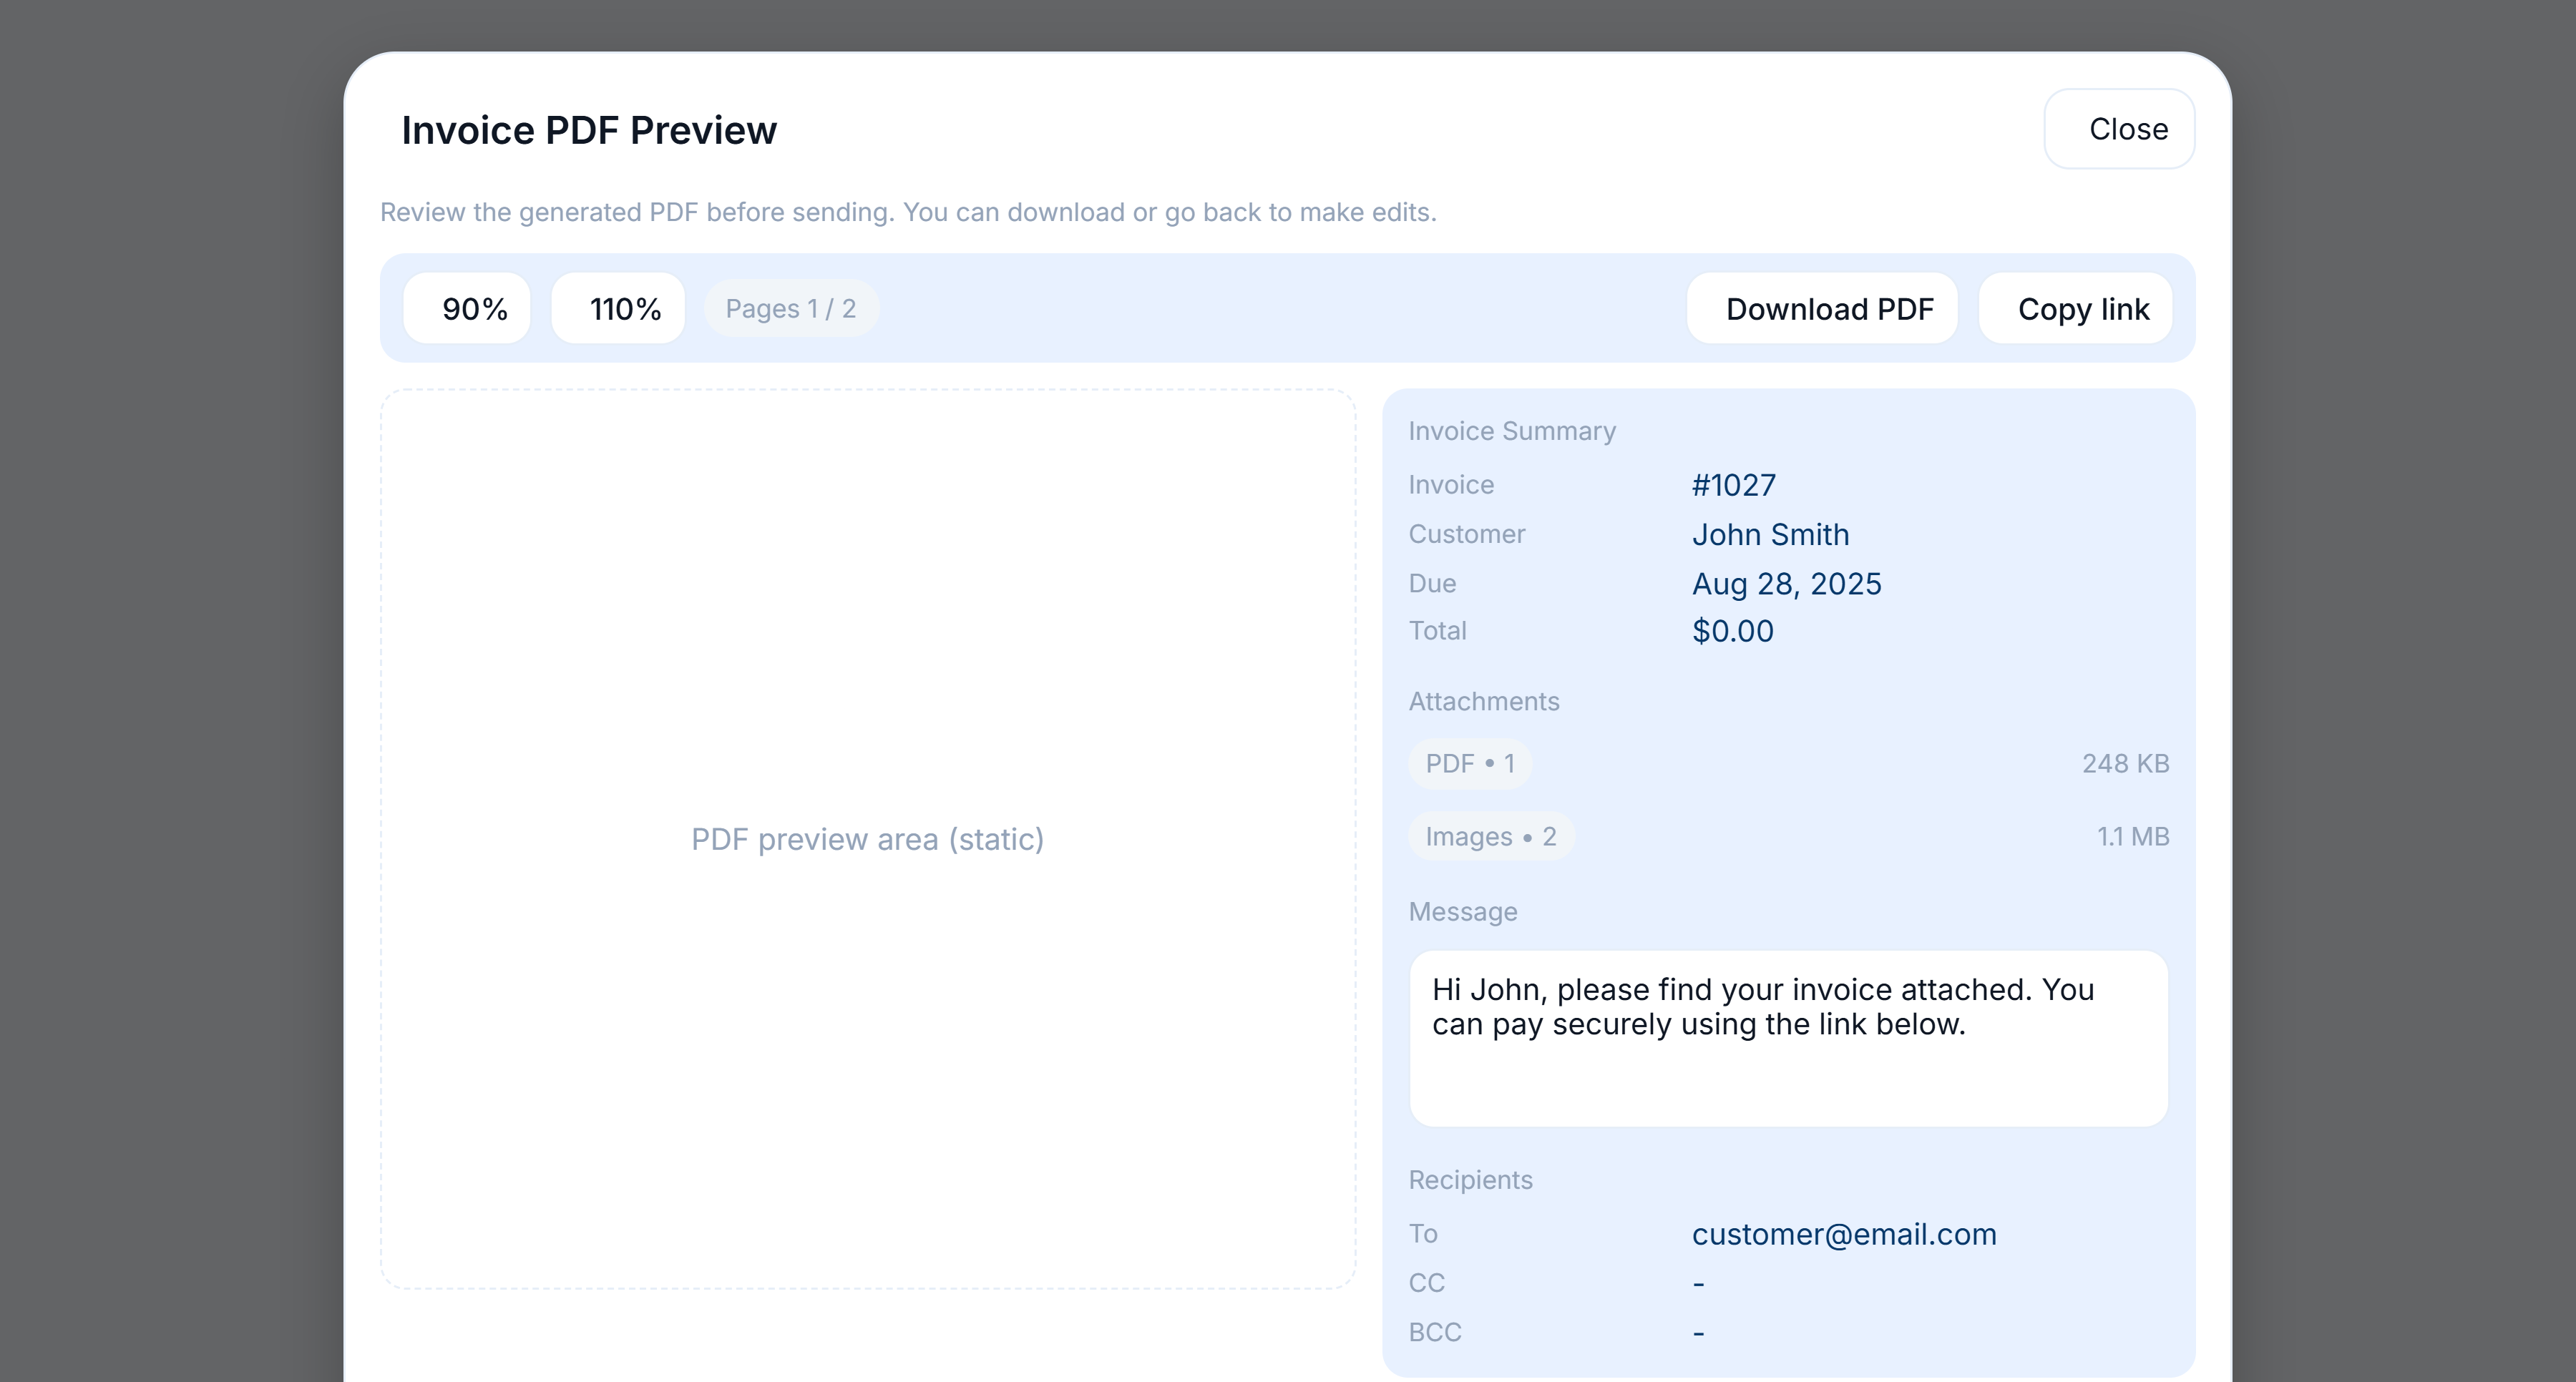 Invoice PDF Preview
Close
Review the generated PDF before sending. You can download or go back to make edits.
90%
110%
Pages 1 / 2
Download PDF
Copy link
PDF preview area (static)
Invoice Summary
Invoice #1027
Customer John Smith
Due Aug 28, 2025
Total $0.00
Attachments
PDF • 1 248 KB
Images • 2 1.1 MB
Message
Hi John, please find your invoice attached. You
can pay securely using the link below.
Recipients
To customer@email.com
CC -
BCC -